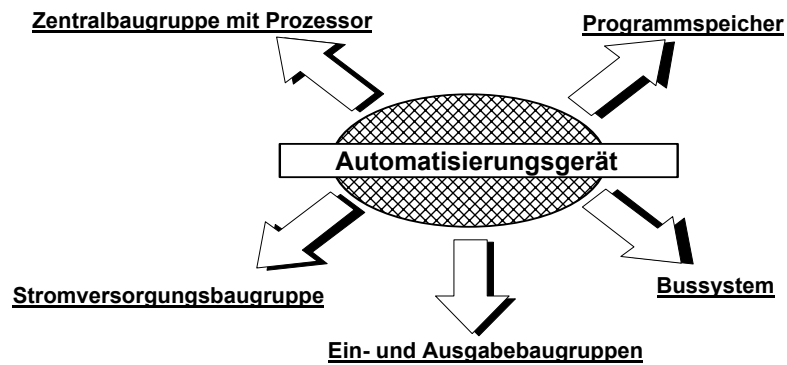 Zentralbaugruppe mit Prozessor
Programmspeicher
Automatisierungsgerät
Stromversorgungsbaugruppe
Bussystem
Ein- und Ausgabebaugruppen